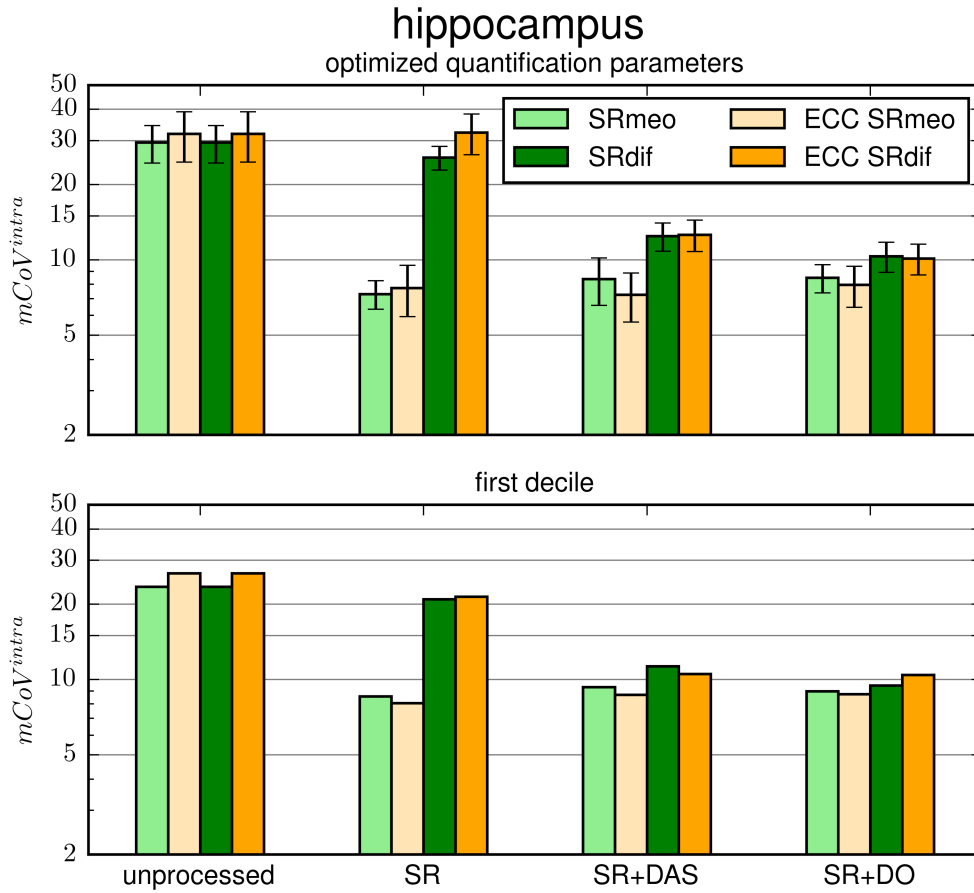 hippocampus
optimized quantification parameters
50
40
30
20
15
10
5
2
mCoV^{intra}
SRmeo
ECC SRmeo
SRdif
ECC SRdif
first decile
50
40
30
20
15
10
5
2
mCoV^{intra}
unprocessed SR SR+DAS SR+DO